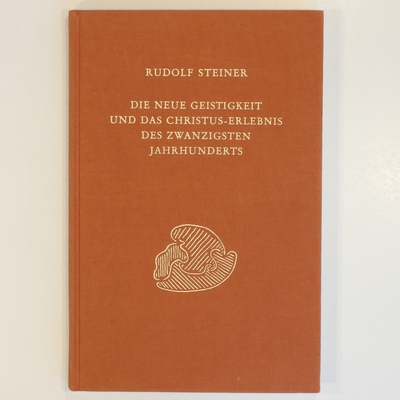 RUDOLF STEINER
DIE NEUE GEISTIGKEIT
UND DAS CHRISTUS-ERLEBNIS
DES ZWANZIGSTEN
JAHRHUNDERTS